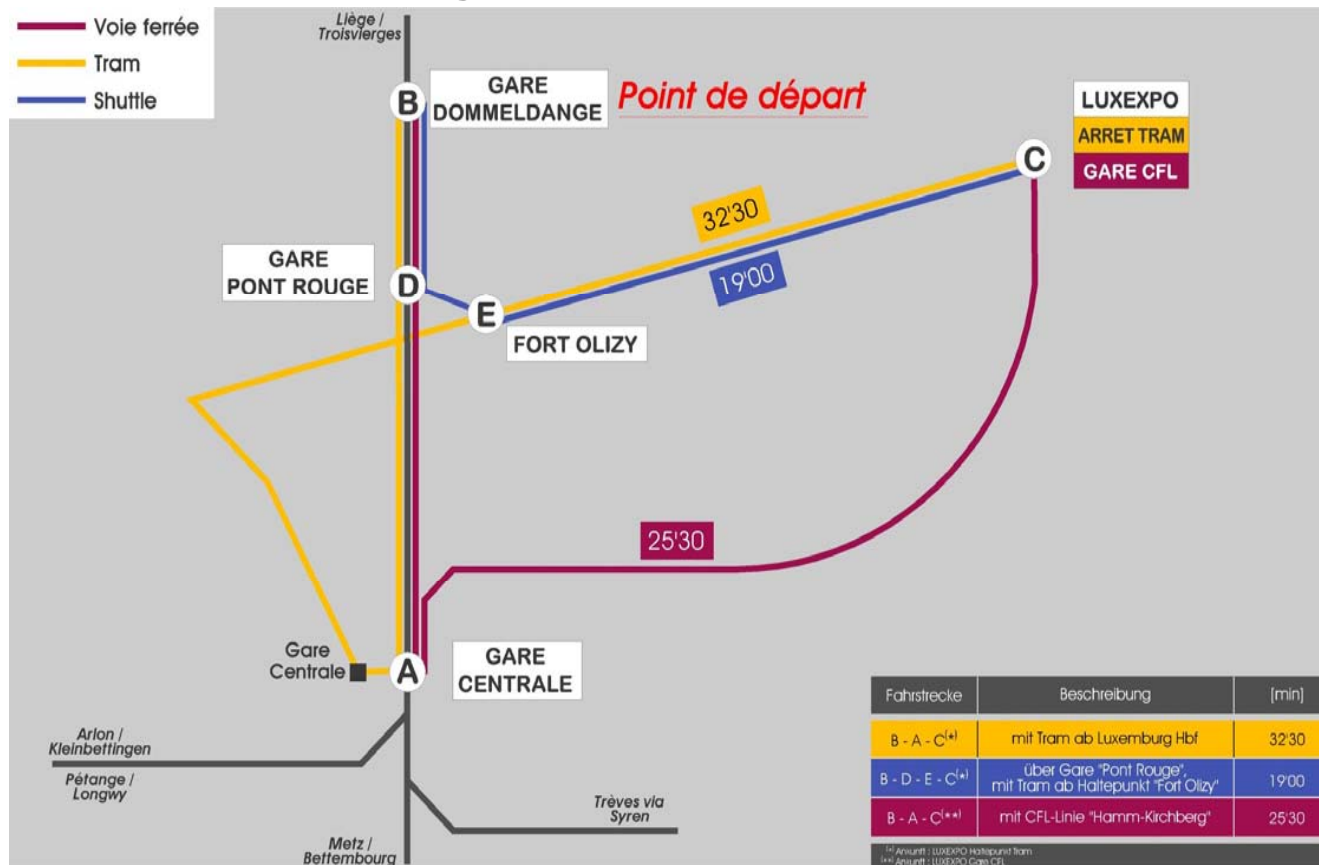 Voie ferrée
Tram
Shuttle
Liège /
Troisvierges
B
GARE
DOMMELDANGE
Point de départ
LUXEXPO
ARRET TRAM
GARE CFL
C
32'30
19'00
GARE
PONT ROUGE
D
E
FORT OLIZY
25'30
Gare
Centrale
A
GARE
CENTRALE
Arlon /
Kleinbettingen
Pétange /
Longwy
Trèves via
Syren
Metz /
Bettembourg
Fahrstrecke Beschreibung [min]
B - A - C(*) mit Tram ab Luxemburg Hbf 32'30
B - D - E - C(*) über Gare "Pont Rouge",
mit Tram ab Haltepunkt "Fort Olizy" 19'00
B - A - C(**) mit CFL-Linie "Hamm-Kirchberg" 25'30
(*) Ankunft : LUXEXPO Haltepunkt Tram
(**) Ankunft : LUXEXPO Gare CFL